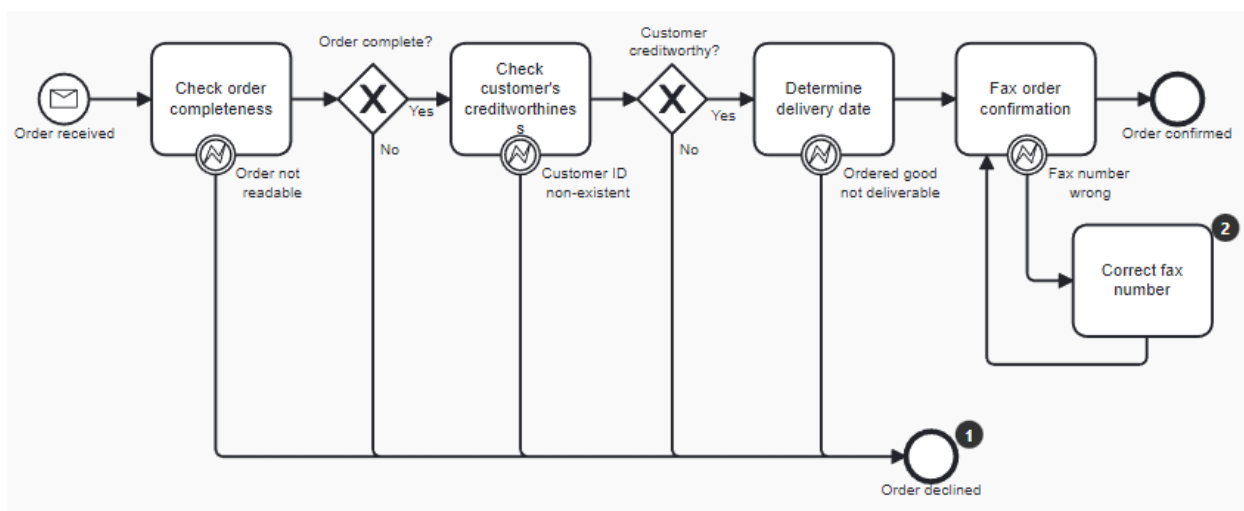 Order received
Check order
completeness
Order not
readable
Order complete?
Yes
No
Check
customer's
creditworthines
s
Customer ID
non-existent
Customer
creditworthy?
Yes
No
Determine
delivery date
Ordered good
not deliverable
Fax order
confirmation
Fax number
wrong
Order confirmed
2
Correct fax
number
1
Order declined